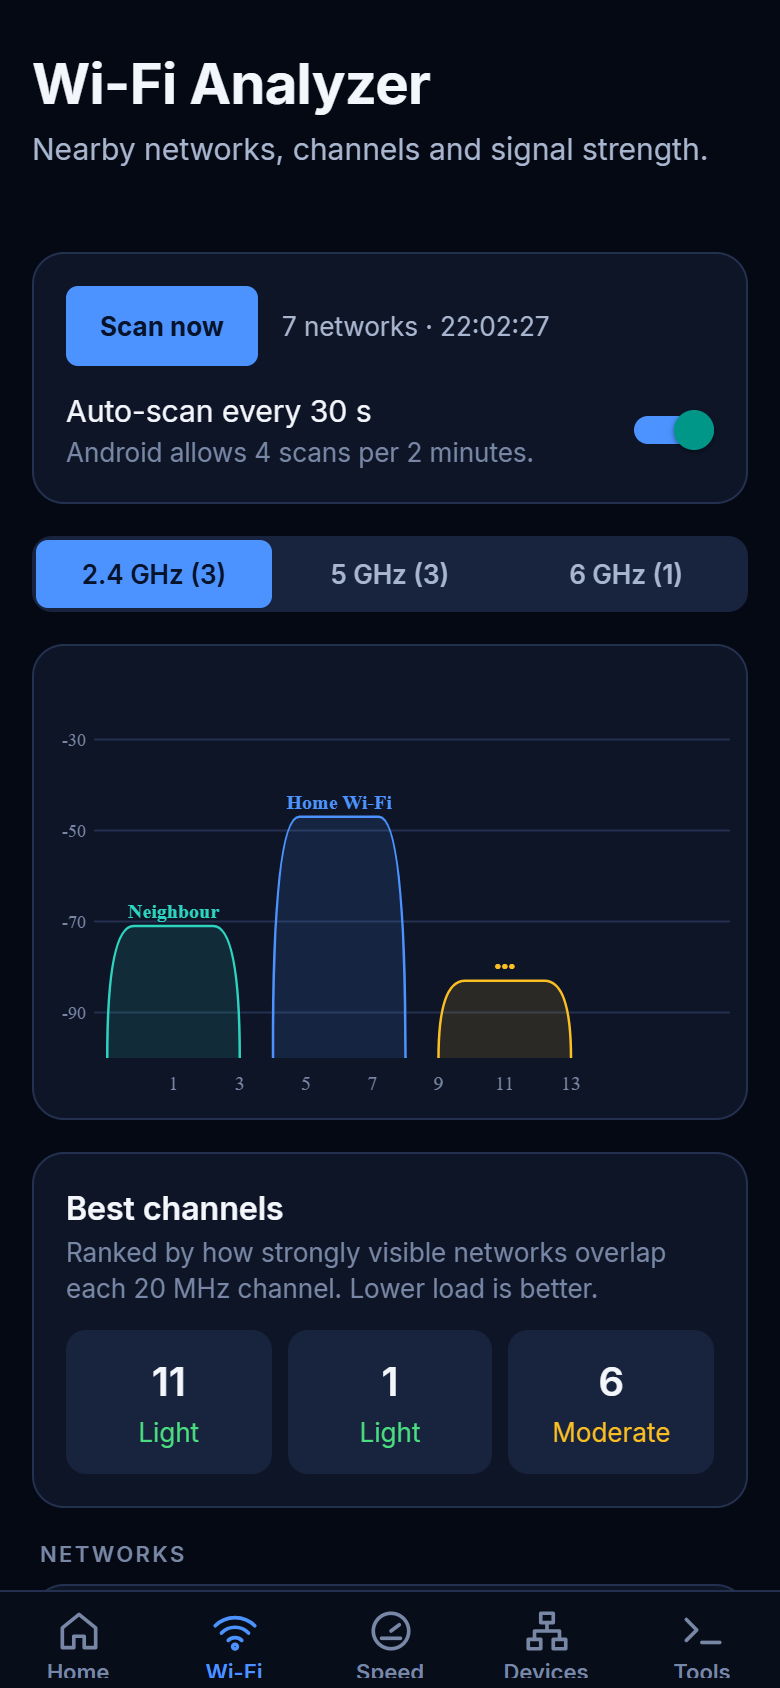 Wi-Fi Analyzer
Nearby networks, channels and signal strength.
Scan now
7 networks · 22:02:27
Auto-scan every 30 s
Android allows 4 scans per 2 minutes.
2.4 GHz (3)
5 GHz (3)
6 GHz (1)
-30
Home Wi-Fi
-50
Neighbour
-70
•••
-90
1 3 5 7 9 11 13
Best channels
Ranked by how strongly visible networks overlap
each 20 MHz channel. Lower load is better.
11
Light
1
Light
6
Moderate
NETWORKS
Home
Wi-Fi
Speed
Devices
Tools